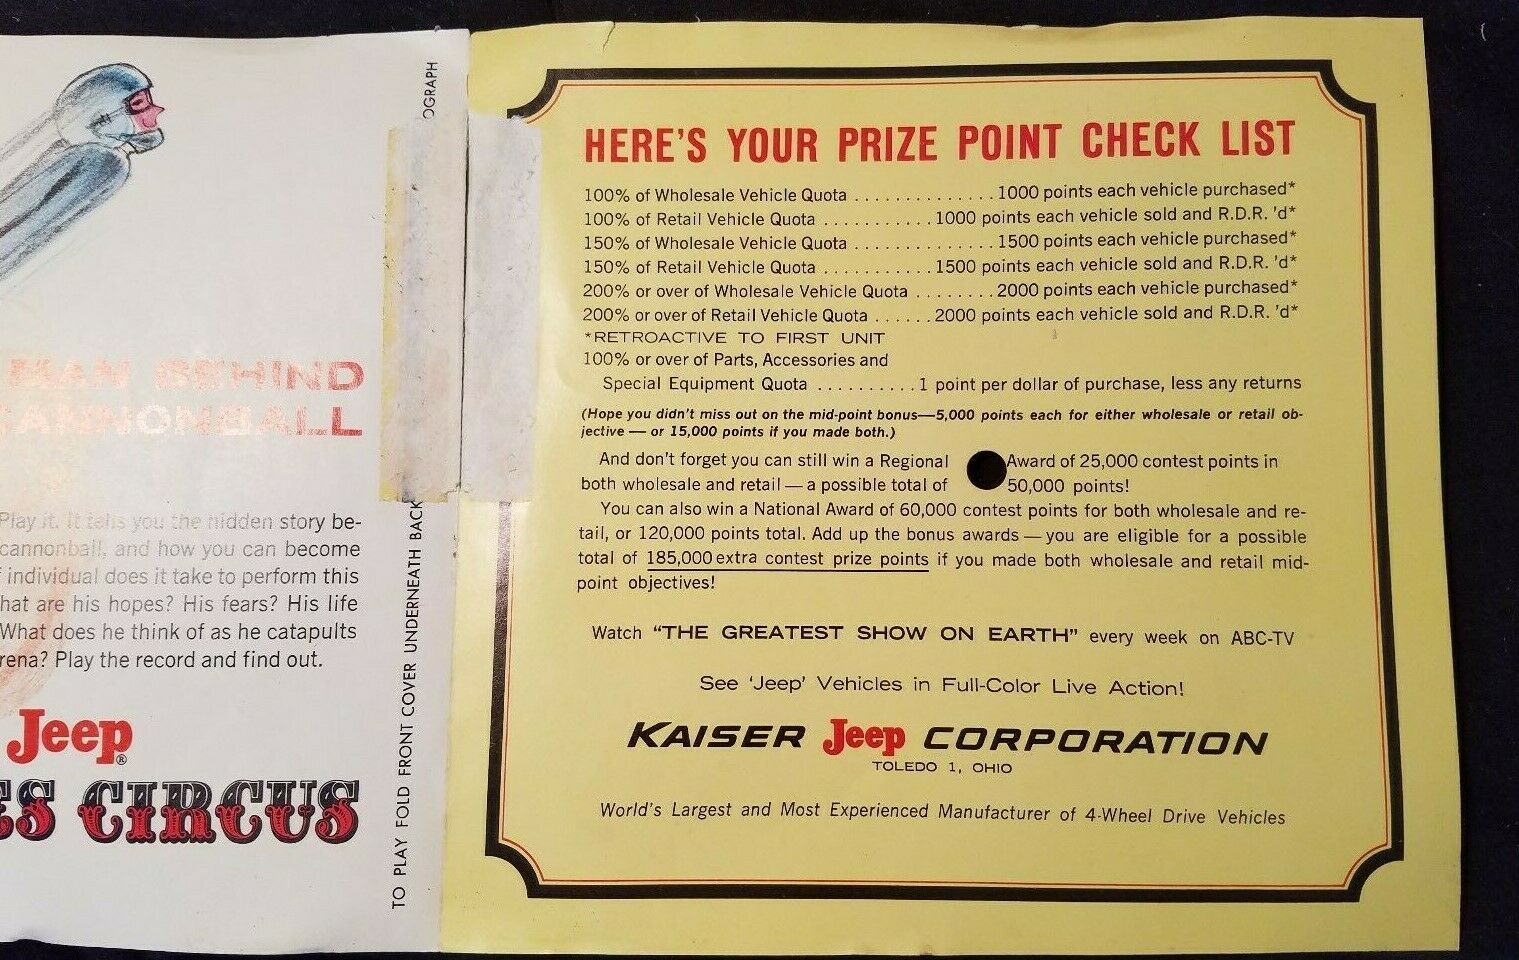 MAN BEHIND
CANNONBALL
Play it. It tells you the hidden story be-
cannonball, and how you can become
individual does it take to perform this
hat are his hopes? His fears? His life
What does he think of as he catapults
rena? Play the record and find out.
Jeep®
ES CIRCUS
OGRAPH
TO PLAY FOLD FRONT COVER UNDERNEATH BACK
HERE'S YOUR PRIZE POINT CHECK LIST
100% of Wholesale Vehicle Quota . . . . . . . . . . . . . . 1000 points each vehicle purchased*
100% of Retail Vehicle Quota . . . . . . . . . . . 1000 points each vehicle sold and R.D.R. 'd*
150% of Wholesale Vehicle Quota . . . . . . . . . . . . . . 1500 points each vehicle purchased*
150% of Retail Vehicle Quota . . . . . . . . . . . 1500 points each vehicle sold and R.D.R. 'd*
200% or over of Wholesale Vehicle Quota . . . . . . . . 2000 points each vehicle purchased*
200% or over of Retail Vehicle Quota . . . . . . 2000 points each vehicle sold and R.D.R. 'd*
*RETROACTIVE TO FIRST UNIT
100% or over of Parts, Accessories and
Special Equipment Quota . . . . . . . . . . 1 point per dollar of purchase, less any returns
(Hope you didn't miss out on the mid-point bonus—5,000 points each for either wholesale or retail ob-
jective — or 15,000 points if you made both.)
And don't forget you can still win a Regional Award of 25,000 contest points in
both wholesale and retail — a possible total of 50,000 points!
You can also win a National Award of 60,000 contest points for both wholesale and re-
tail, or 120,000 points total. Add up the bonus awards — you are eligible for a possible
total of 185,000 extra contest prize points if you made both wholesale and retail mid-
point objectives!
Watch "THE GREATEST SHOW ON EARTH" every week on ABC-TV
See 'Jeep' Vehicles in Full-Color Live Action!
KAISER Jeep CORPORATION
TOLEDO 1, OHIO
World's Largest and Most Experienced Manufacturer of 4-Wheel Drive Vehicles